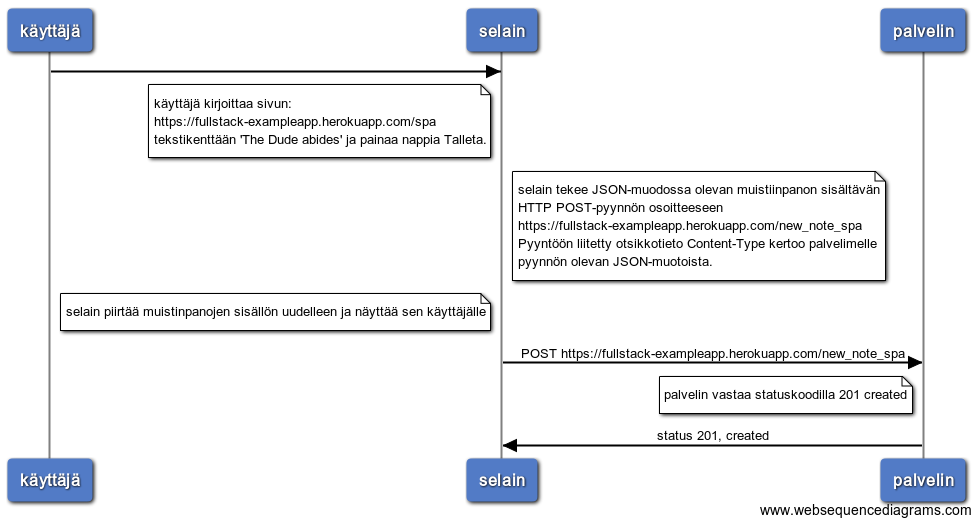 käyttäjä
selain
palvelin
käyttäjä kirjoittaa sivun:
https://fullstack-exampleapp.herokuapp.com/spa
tekstikenttään 'The Dude abides' ja painaa nappia Talleta.
selain tekee JSON-muodossa olevan muistiinpanon sisältävän
HTTP POST-pyynnön osoitteeseen
https://fullstack-exampleapp.herokuapp.com/new_note_spa
Pyyntöön liitetty otsikkotieto Content-Type kertoo palvelimelle
pyynnön olevan JSON-muotoista.
selain piirtää muistinpanojen sisällön uudelleen ja näyttää sen käyttäjälle
POST https://fullstack-exampleapp.herokuapp.com/new_note_spa
palvelin vastaa statuskoodilla 201 created
status 201, created
käyttäjä
selain
palvelin
www.websequencediagrams.com